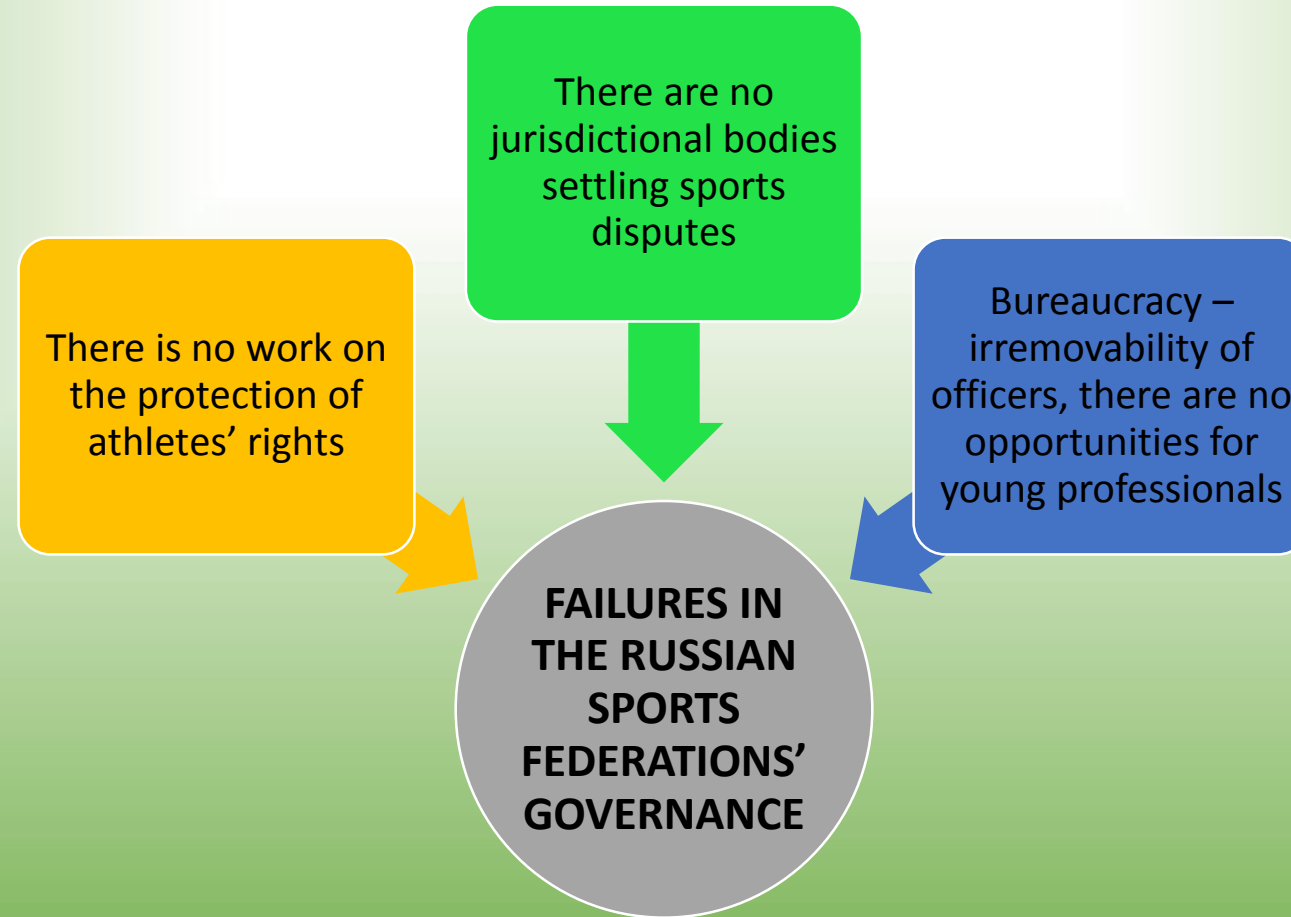 There are no
jurisdictional bodies
settling sports
disputes
There is no work on
the protection of
athletes’ rights
Bureaucracy –
irremovability of
officers, there are no
opportunities for
young professionals
FAILURES IN
THE RUSSIAN
SPORTS
FEDERATIONS’
GOVERNANCE